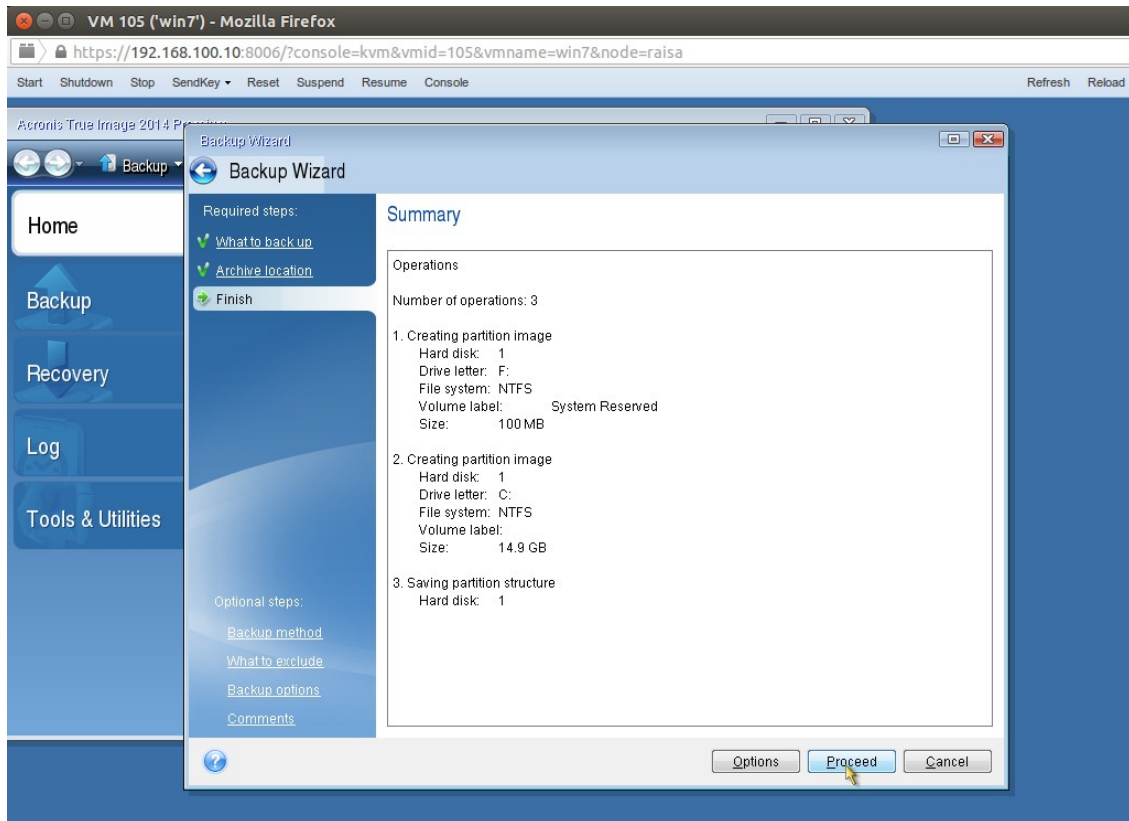 VM 105 ('win7') - Mozilla Firefox
https://192.168.100.10:8006/?console=kvm&vmid=105&vmname=win7&node=raisa
Start Shutdown Stop SendKey Reset Suspend Resume Console Refresh Reload
Acronis True Image 2014
Backup
Backup Wizard
Backup Wizard
Home
Backup
Recovery
Log
Tools & Utilities
Required steps:
What to back up
Archive location
Finish
Optional steps:
Backup method
What to exclude
Backup options
Comments
Summary
Operations
Number of operations: 3
1. Creating partition image
Hard disk: 1
Drive letter: F:
File system: NTFS
Volume label: System Reserved
Size: 100 MB
2. Creating partition image
Hard disk: 1
Drive letter: C:
File system: NTFS
Volume label:
Size: 14.9 GB
3. Saving partition structure
Hard disk: 1
Options Proceed Cancel